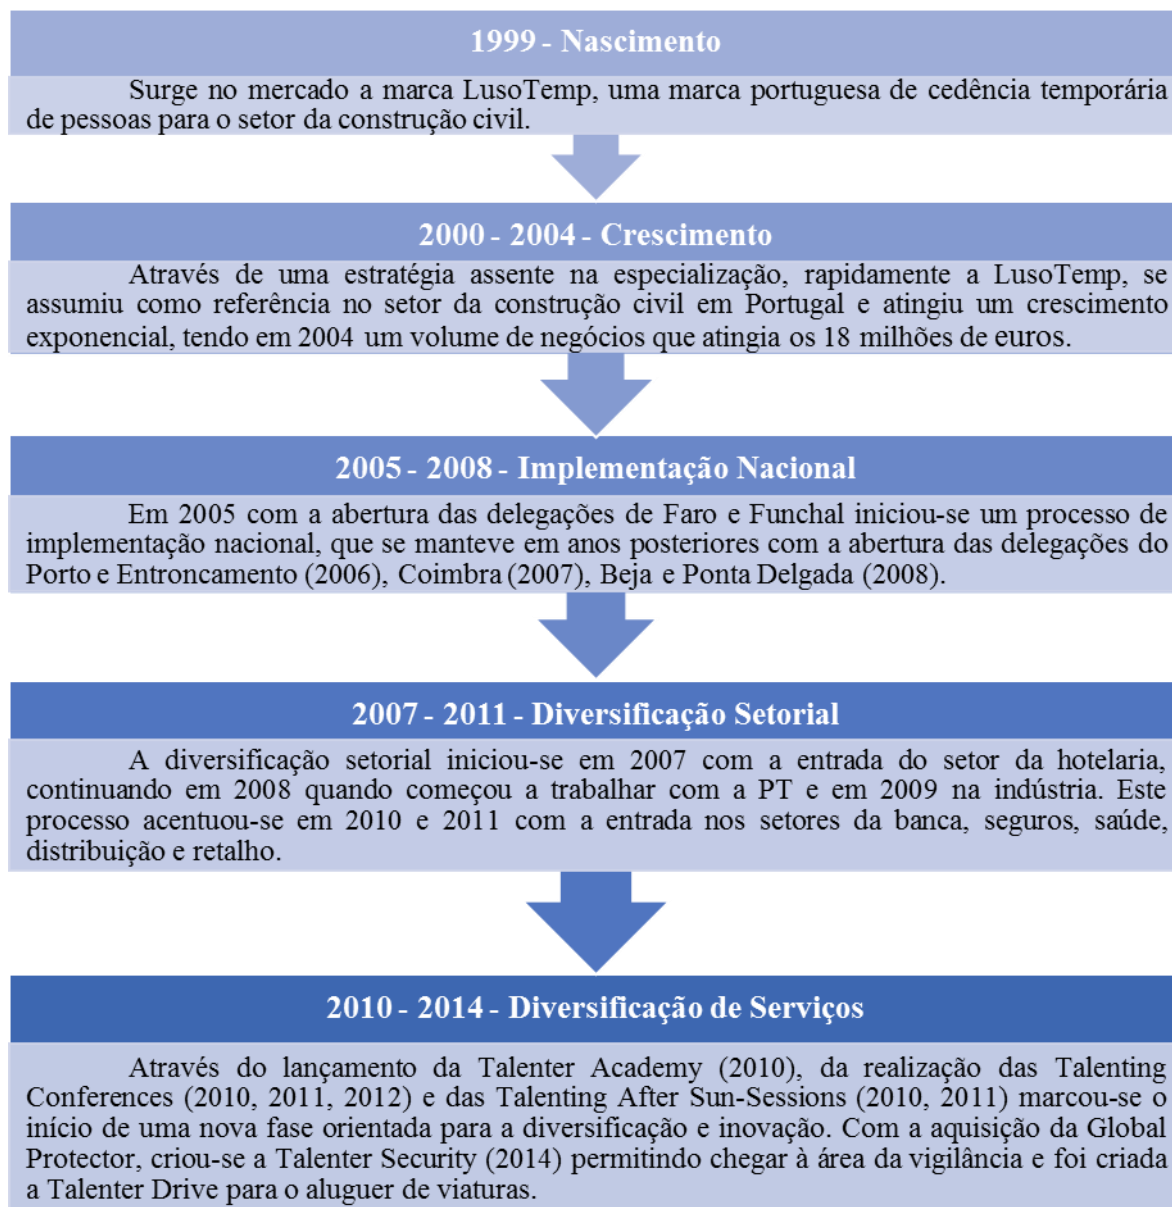 1999 - Nascimento
Surge no mercado a marca LusoTemp, uma marca portuguesa de cedência temporária
de pessoas para o setor da construção civil.
2000 - 2004 - Crescimento
Através de uma estratégia assente na especialização, rapidamente a LusoTemp, se
assumiu como referência no setor da construção civil em Portugal e atingiu um crescimento
exponencial, tendo em 2004 um volume de negócios que atingia os 18 milhões de euros.
2005 - 2008 - Implementação Nacional
Em 2005 com a abertura das delegações de Faro e Funchal iniciou-se um processo de
implementação nacional, que se manteve em anos posteriores com a abertura das delegações do
Porto e Entroncamento (2006), Coimbra (2007), Beja e Ponta Delgada (2008).
2007 - 2011 - Diversificação Setorial
A diversificação setorial iniciou-se em 2007 com a entrada do setor da hotelaria,
continuando em 2008 quando começou a trabalhar com a PT e em 2009 na indústria. Este
processo acentuou-se em 2010 e 2011 com a entrada nos setores da banca, seguros, saúde,
distribuição e retalho.
2010 - 2014 - Diversificação de Serviços
Através do lançamento da Talenter Academy (2010), da realização das Talenting
Conferences (2010, 2011, 2012) e das Talenting After Sun-Sessions (2010, 2011) marcou-se o
início de uma nova fase orientada para a diversificação e inovação. Com a aquisição da Global
Protector, criou-se a Talenter Security (2014) permitindo chegar à área da vigilância e foi criada
a Talenter Drive para o aluguer de viaturas.